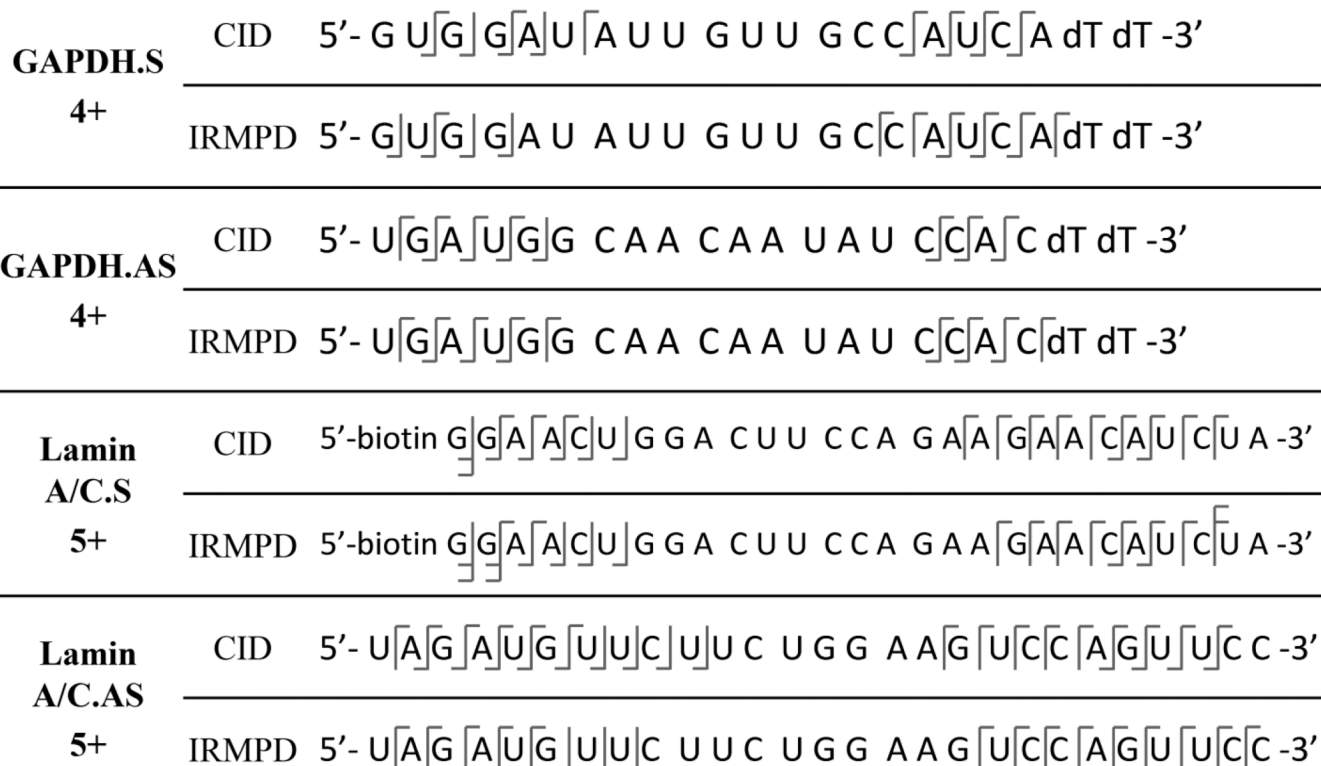 GAPDH.S
4+
CID 5’- G U G G A U A U U G U U G C C A U C A dT dT -3’
IRMPD 5’- G U G G A U A U U G U U G C C A U C A dT dT -3’
GAPDH.AS
4+
CID 5’- U G A U G G C A A C A A U A U C C A C dT dT -3’
IRMPD 5’- U G A U G G C A A C A A U A U C C A C dT dT -3’
Lamin
A/C.S
5+
CID 5’-biotin G G A A C U G G A C U U C C A G A A G A A C A U C U A -3’
IRMPD 5’-biotin G G A A C U G G A C U U C C A G A A G A A C A U C U A -3’
Lamin
A/C.AS
5+
CID 5’- U A G A U G U U C U U C U G G A A G U C C A G U U C C -3’
IRMPD 5’- U A G A U G U U C U U C U G G A A G U C C A G U U C C -3’